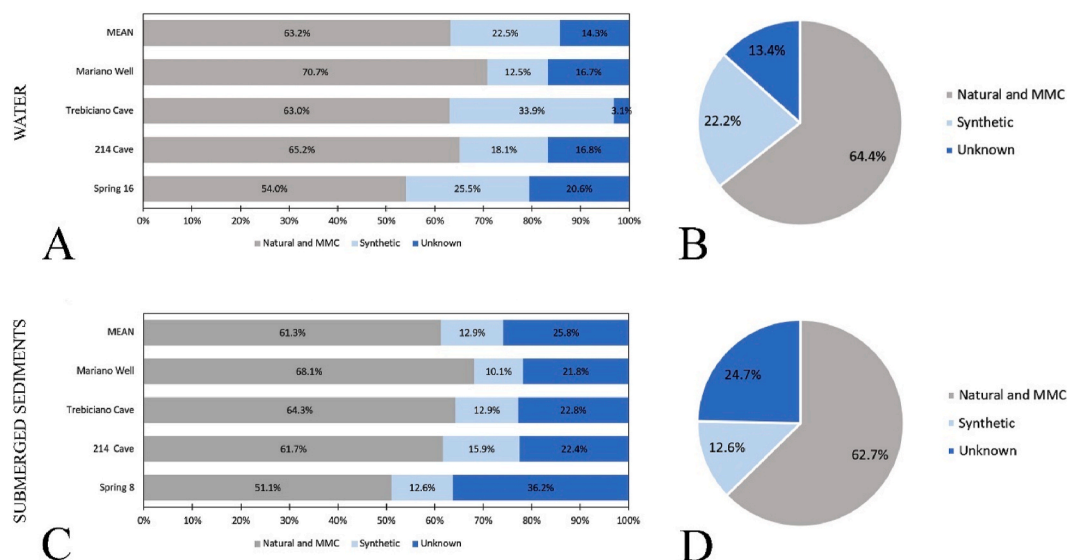 WATER
MEAN 63.2% 22.5% 14.3%
Mariano Well 70.7% 12.5% 16.7%
Trebiciano Cave 63.0% 33.9% 3.1%
214 Cave 65.2% 18.1% 16.8%
Spring 16 54.0% 25.5% 20.6%
0% 10% 20% 30% 40% 50% 60% 70% 80% 90% 100%
Natural and MMC Synthetic Unknown
A
13.4%
22.2%
64.4%
Natural and MMC
Synthetic
Unknown
B
SUBMERGED SEDIMENTS
MEAN 61.3% 12.9% 25.8%
Mariano Well 68.1% 10.1% 21.8%
Trebiciano Cave 64.3% 12.9% 22.8%
214 Cave 61.7% 15.9% 22.4%
Spring 8 51.1% 12.6% 36.2%
0% 10% 20% 30% 40% 50% 60% 70% 80% 90% 100%
Natural and MMC Synthetic Unknown
C
24.7%
12.6%
62.7%
Natural and MMC
Synthetic
Unknown
D